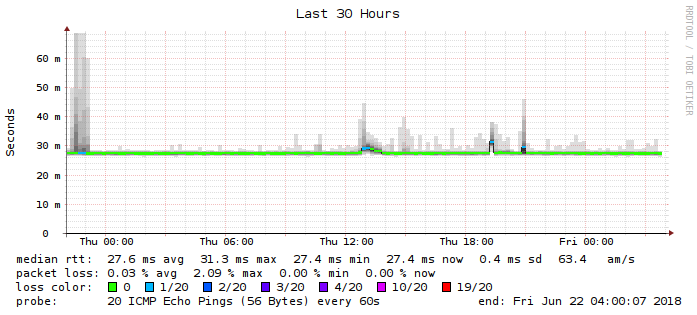 Last 30 Hours
RRDTOOL / TOBI OETIKER
Seconds
60 m
50 m
40 m
30 m
20 m
10 m
0
Thu 00:00 Thu 06:00 Thu 12:00 Thu 18:00 Fri 00:00
median rtt: 27.6 ms avg 31.3 ms max 27.4 ms min 27.4 ms now 0.4 ms sd 63.4 am/s
packet loss: 0.03 % avg 2.09 % max 0.00 % min 0.00 % now
loss color: 0 1/20 2/20 3/20 4/20 10/20 19/20
probe: 20 ICMP Echo Pings (56 Bytes) every 60s end: Fri Jun 22 04:00:07 2018